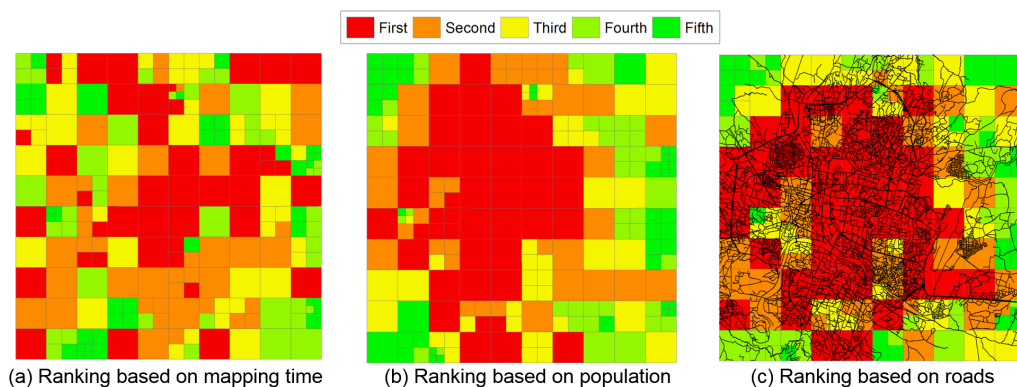 First Second Third Fourth Fifth
(a) Ranking based on mapping time (b) Ranking based on population (c) Ranking based on roads